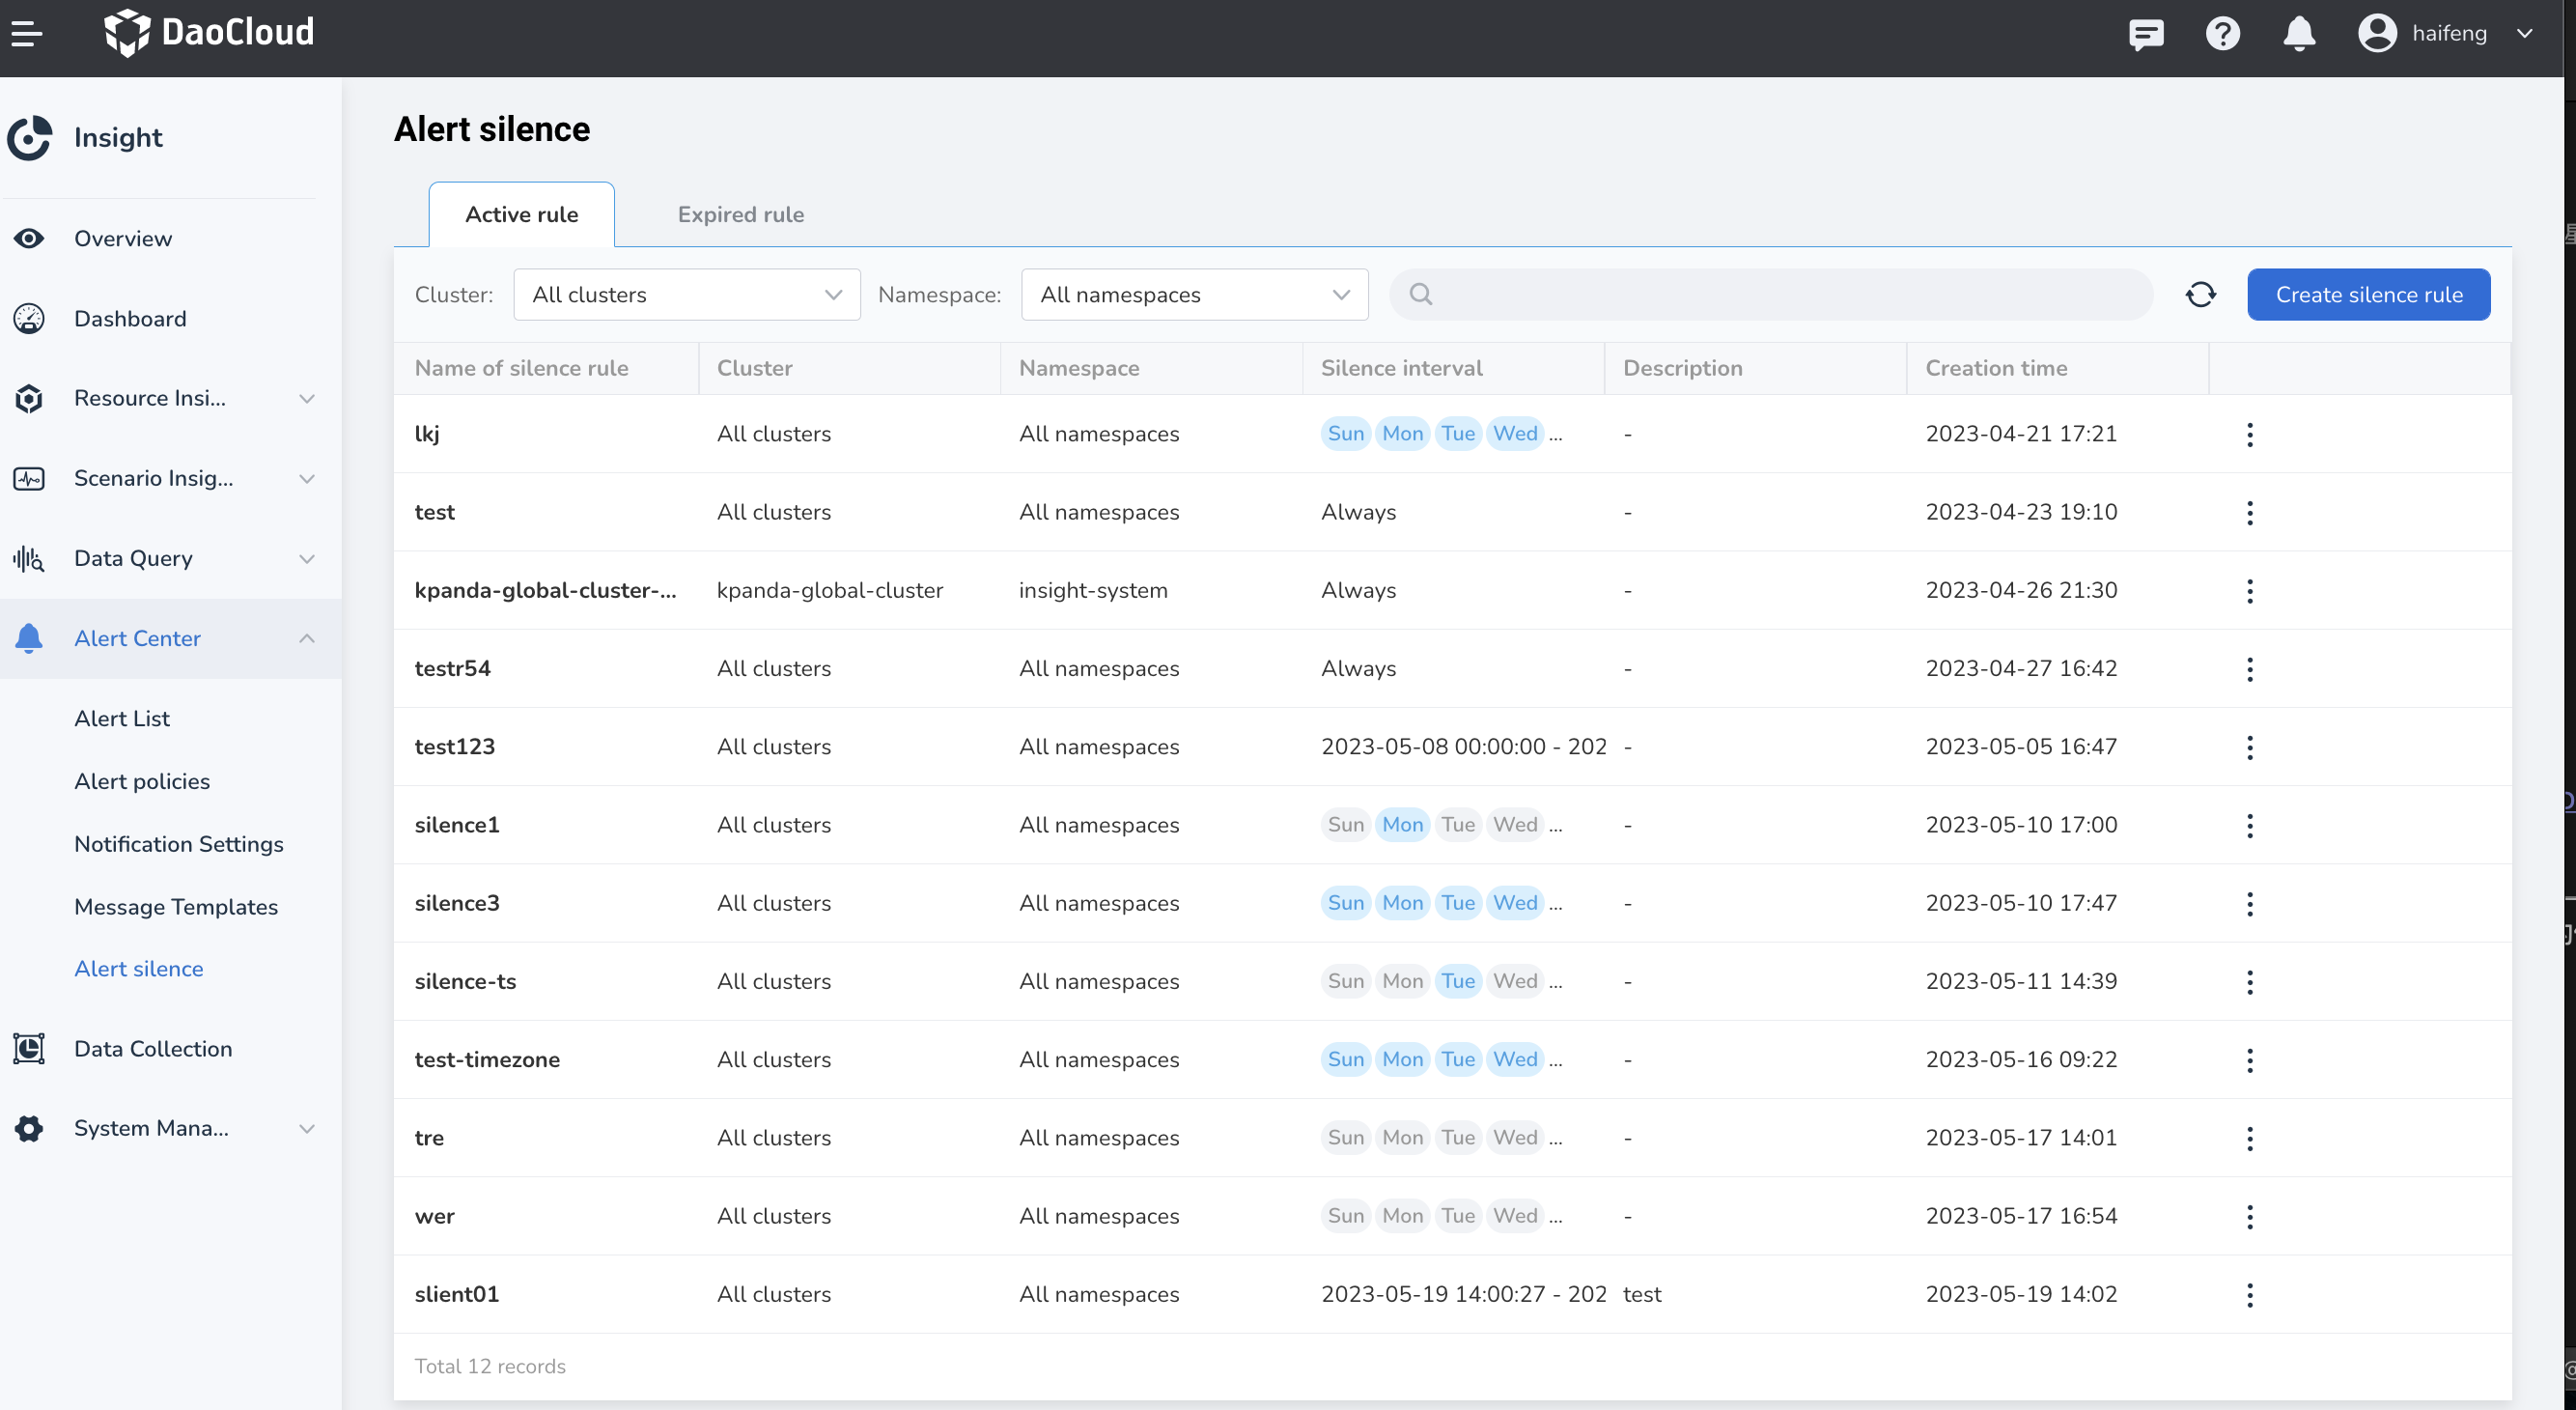 DaoCloud
haifeng
Insight
Overview
Dashboard
Resource Insi...
Scenario Insig...
Data Query
Alert Center
Alert List
Alert policies
Notification Settings
Message Templates
Alert silence
Data Collection
System Mana...
Alert silence
Active rule Expired rule
Cluster: All clusters Namespace: All namespaces Create silence rule
Name of silence rule Cluster Namespace Silence interval Description Creation time
lkj All clusters All namespaces Sun Mon Tue Wed ... - 2023-04-21 17:21
test All clusters All namespaces Always - 2023-04-23 19:10
kpanda-global-cluster-... kpanda-global-cluster insight-system Always - 2023-04-26 21:30
testr54 All clusters All namespaces Always - 2023-04-27 16:42
test123 All clusters All namespaces 2023-05-08 00:00:00 - 202 - 2023-05-05 16:47
silence1 All clusters All namespaces Sun Mon Tue Wed ... - 2023-05-10 17:00
silence3 All clusters All namespaces Sun Mon Tue Wed ... - 2023-05-10 17:47
silence-ts All clusters All namespaces Sun Mon Tue Wed ... - 2023-05-11 14:39
test-timezone All clusters All namespaces Sun Mon Tue Wed ... - 2023-05-16 09:22
tre All clusters All namespaces Sun Mon Tue Wed ... - 2023-05-17 14:01
wer All clusters All namespaces Sun Mon Tue Wed ... - 2023-05-17 16:54
slient01 All clusters All namespaces 2023-05-19 14:00:27 - 202 test 2023-05-19 14:02
Total 12 records